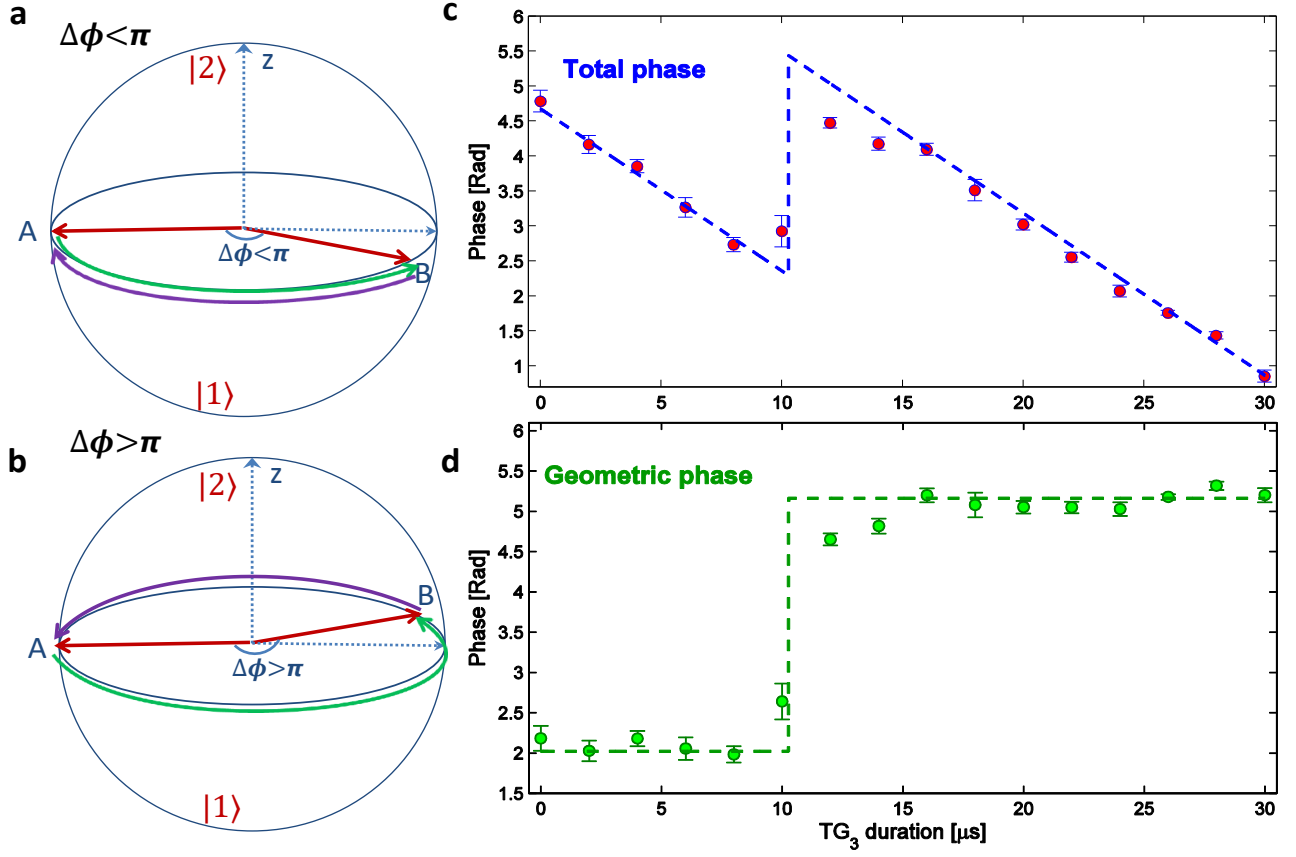 a
Δϕ<π
|2⟩
z
A
Δϕ<π
B
|1⟩
b
Δϕ>π
|2⟩
z
B
A
Δϕ>π
|1⟩
c
Total phase
Phase [Rad]
6
5.5
5
4.5
4
3.5
3
2.5
2
1.5
1
0 5 10 15 20 25 30
d
Geometric phase
Phase [Rad]
6
5.5
5
4.5
4
3.5
3
2.5
2
1.5
0 5 10 15 20 25 30
TG₃ duration [μs]